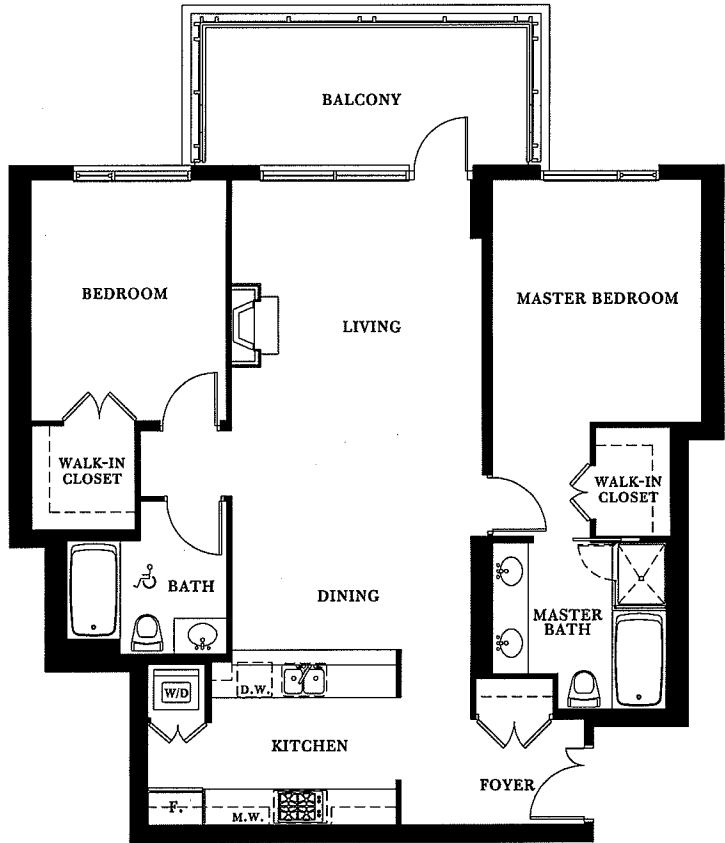 BALCONY
BEDROOM
MASTER BEDROOM
LIVING
WALK-IN
CLOSET
WALK-IN
CLOSET
BATH
DINING
MASTER
BATH
W/D
D.W.
KITCHEN
FOYER
F.
M.W.